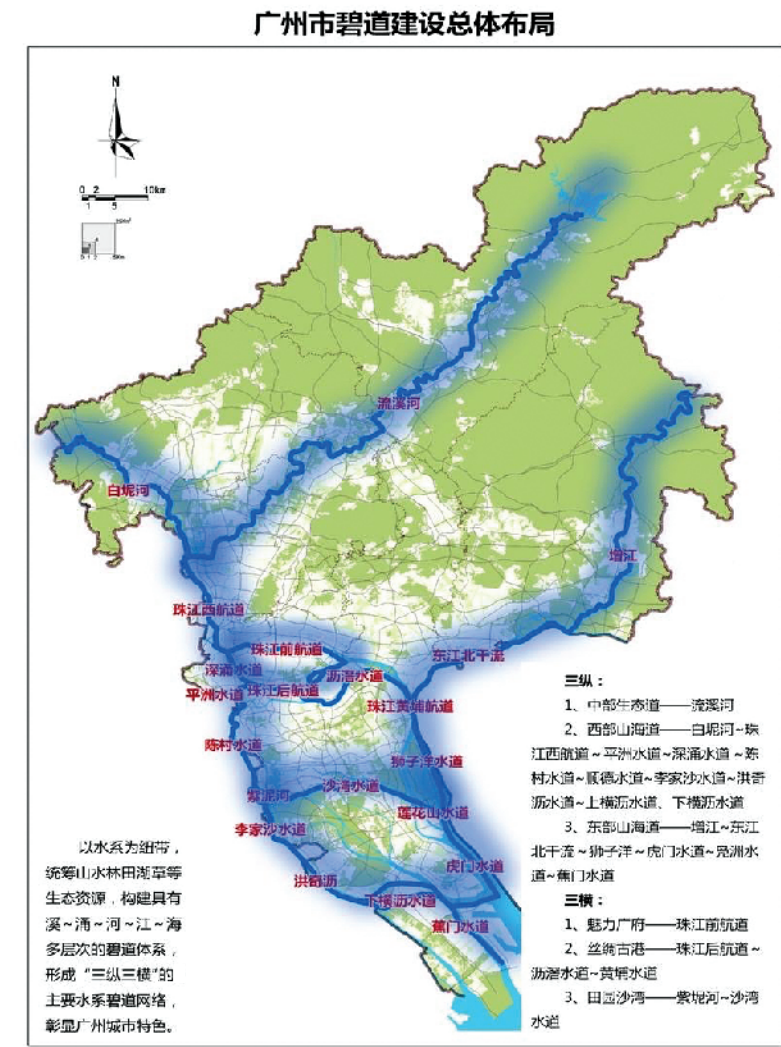 广州市碧道建设总体布局
N
0 2 10km
1 5
流溪河
白坭河
增江
珠江西航道
珠江前航道
东江北干流
深涌水道
沥滘水道
平洲水道
珠江后航道
珠江黄埔航道
陈村水道
狮子洋水道
沙湾水道
紫泥河
莲花山水道
李家沙水道
虎门水道
洪奇沥
下横沥水道
蕉门水道
以水系为纽带，
统筹山水林田湖草等
生态资源，构建具有
溪~涌~河~江~海
多层次的碧道体系，
形成“三纵三横”的
主要水系碧道网络，
彰显广州城市特色。
三纵：
1、中部生态道——流溪河
2、西部山海道——白坭河~珠
江西航道~平洲水道~深涌水道~陈
村水道~顺德水道~李家沙水道~洪奇
沥水道~上横沥水道、下横沥水道
3、东部山海道——增江~东江
北干流~狮子洋~虎门水道~凫洲水
道~蕉门水道
三横：
1、魅力广府——珠江前航道
2、丝绸古港——珠江后航道~
沥滘水道~黄埔水道
3、田园沙湾——紫坭河~沙湾
水道